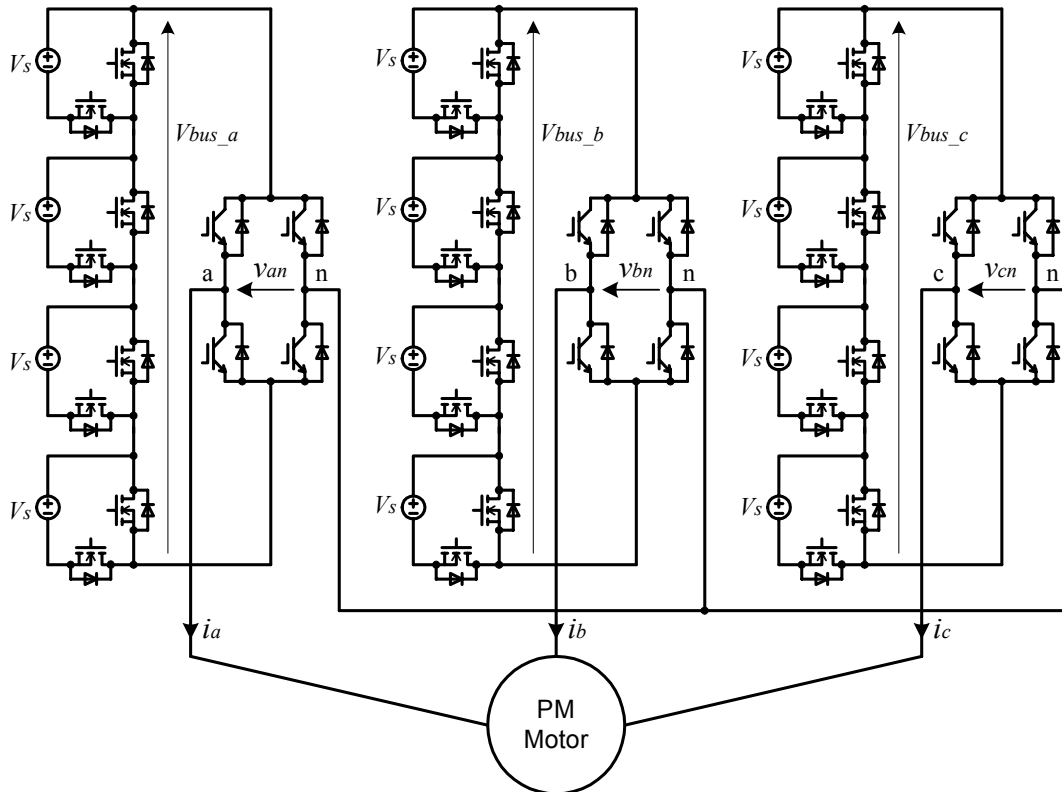 Vs
Vs
Vs
Vbus_a
Vbus_b
Vbus_c
Vs
Vs
Vs
a
van
n
b
vbn
n
c
vcn
n
Vs
Vs
Vs
Vs
Vs
Vs
ia
ib
ic
PM
Motor